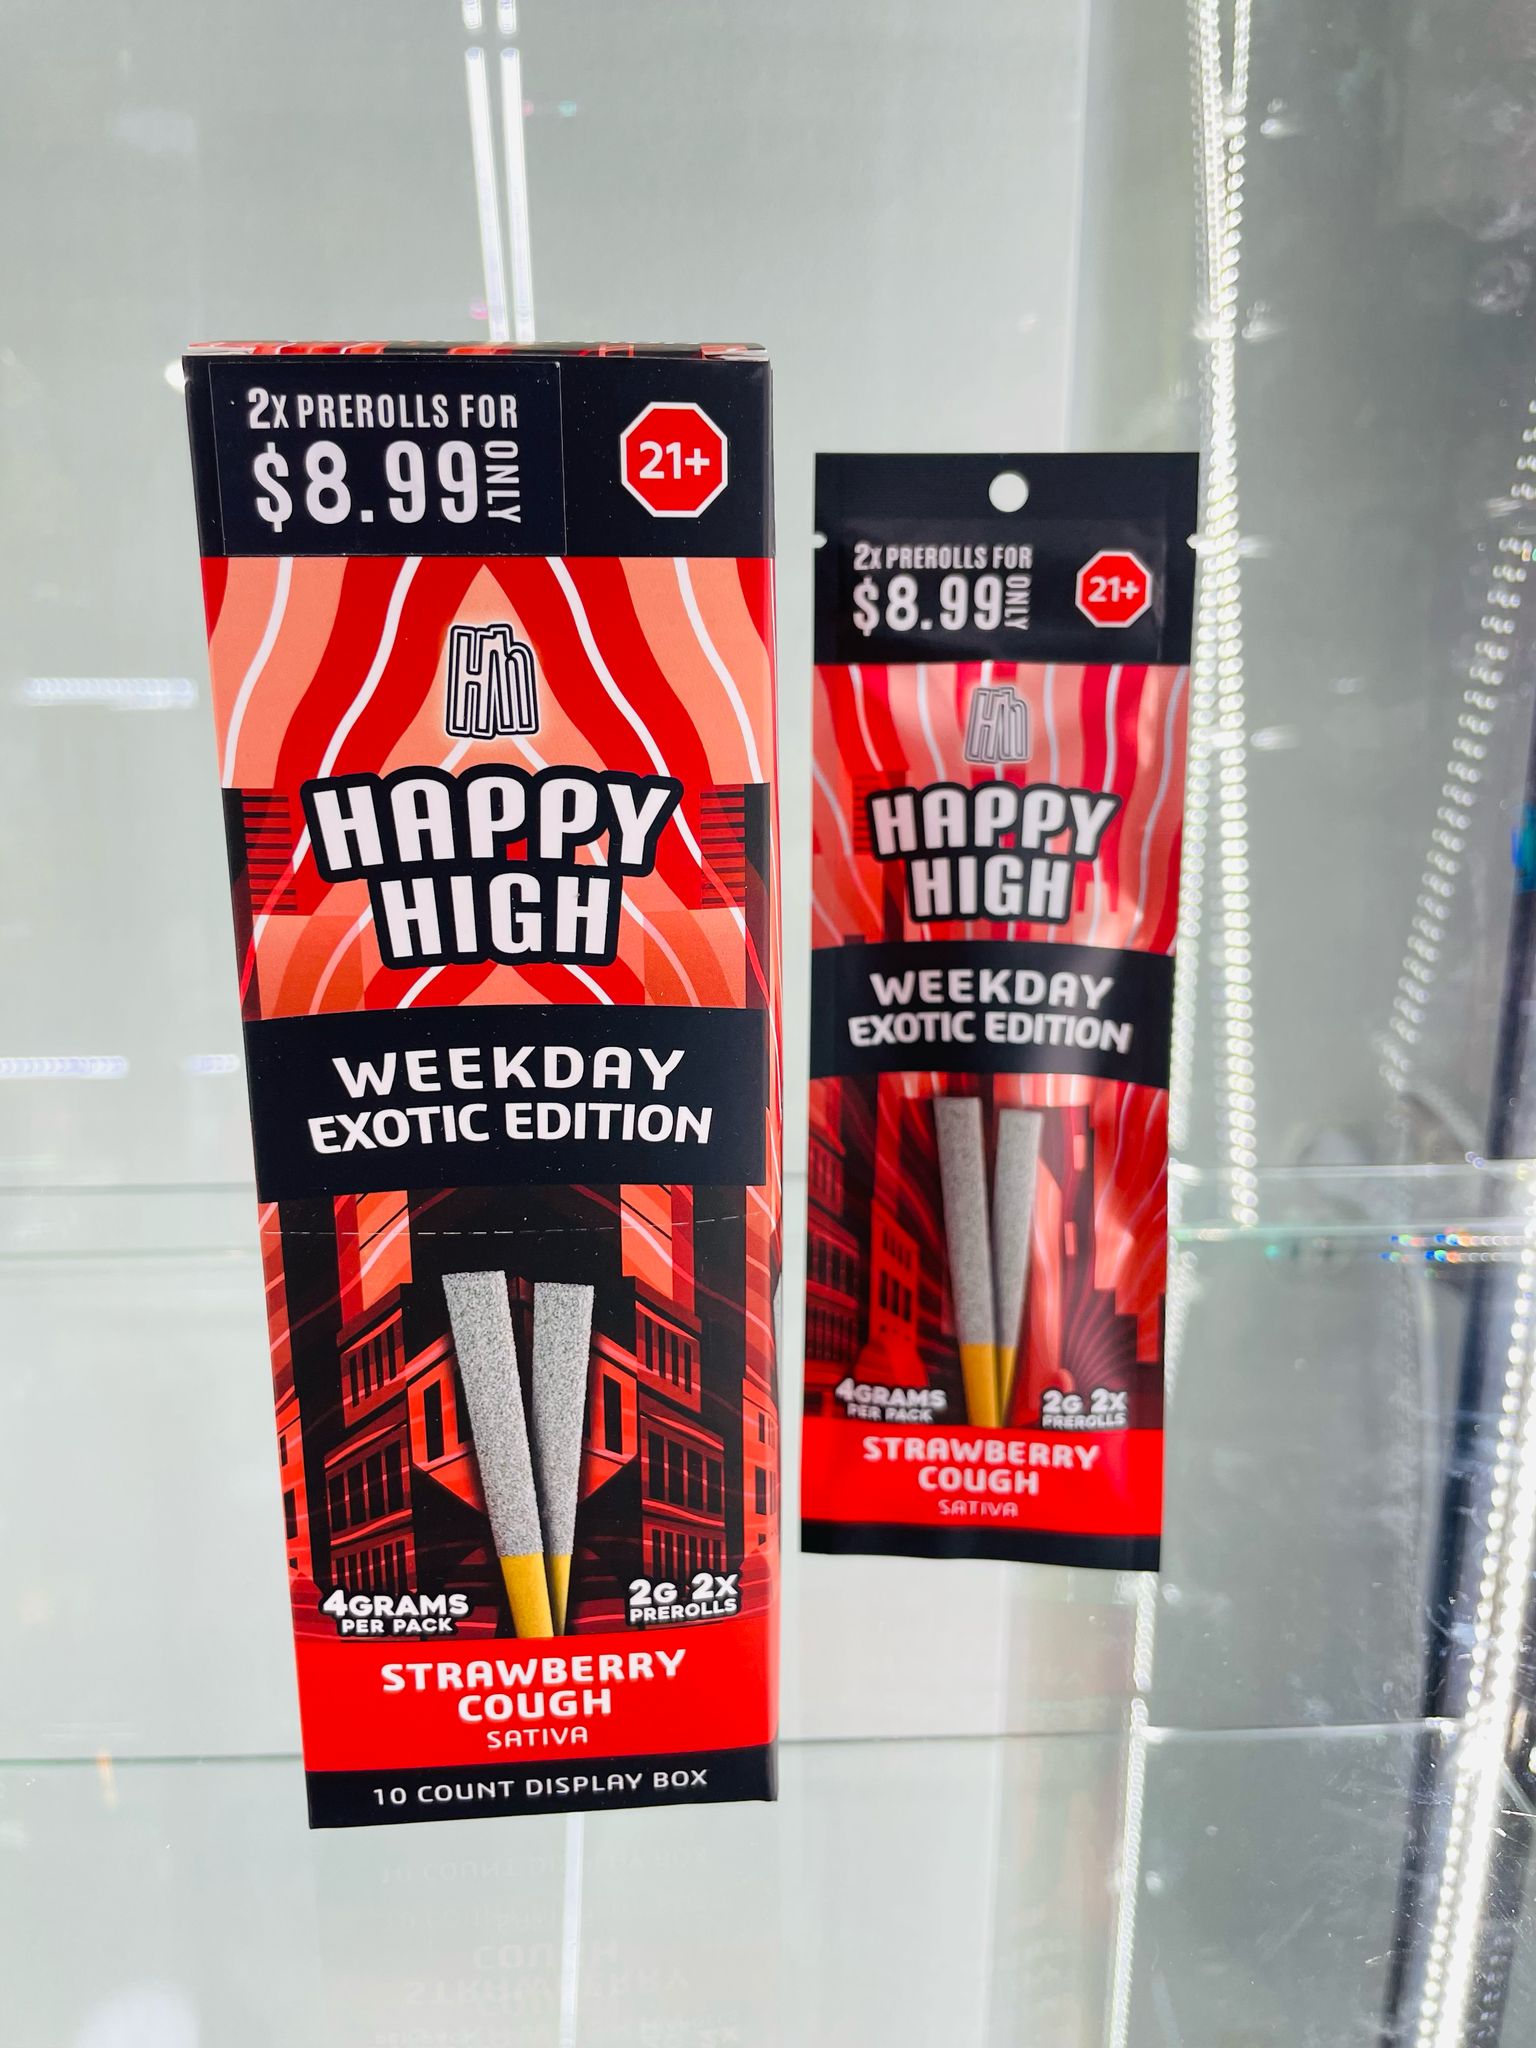 2X PREROLLS FOR
$8.99 ONLY
21+
Hh
HAPPY
HIGH
WEEKDAY
EXOTIC EDITION
4GRAMS
PER PACK
2G 2X
PREROLLS
STRAWBERRY
COUGH
SATIVA
10 COUNT DISPLAY BOX
2X PREROLLS FOR
$8.99 ONLY
21+
Hh
HAPPY
HIGH
WEEKDAY
EXOTIC EDITION
4GRAMS
PER PACK
2G 2X
PREROLLS
STRAWBERRY
COUGH
SATIVA